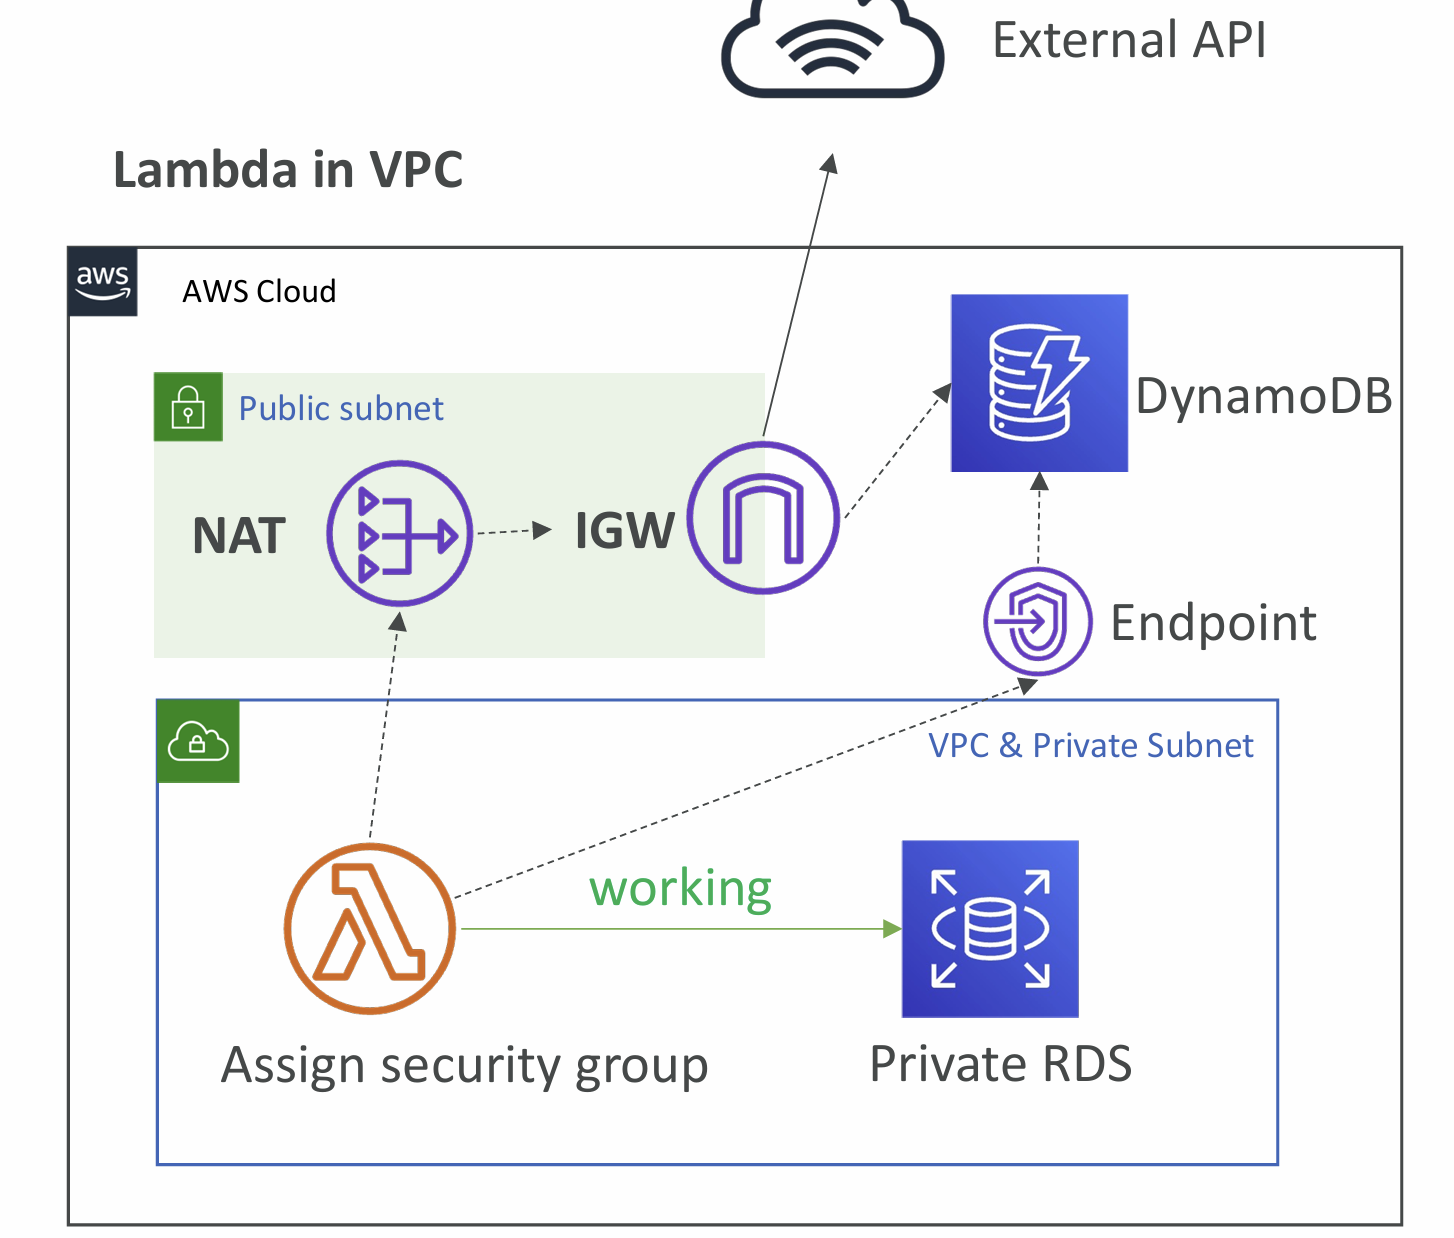 External API
Lambda in VPC
aws
AWS Cloud
Public subnet
DynamoDB
NAT
IGW
Endpoint
VPC & Private Subnet
working
Assign security group
Private RDS